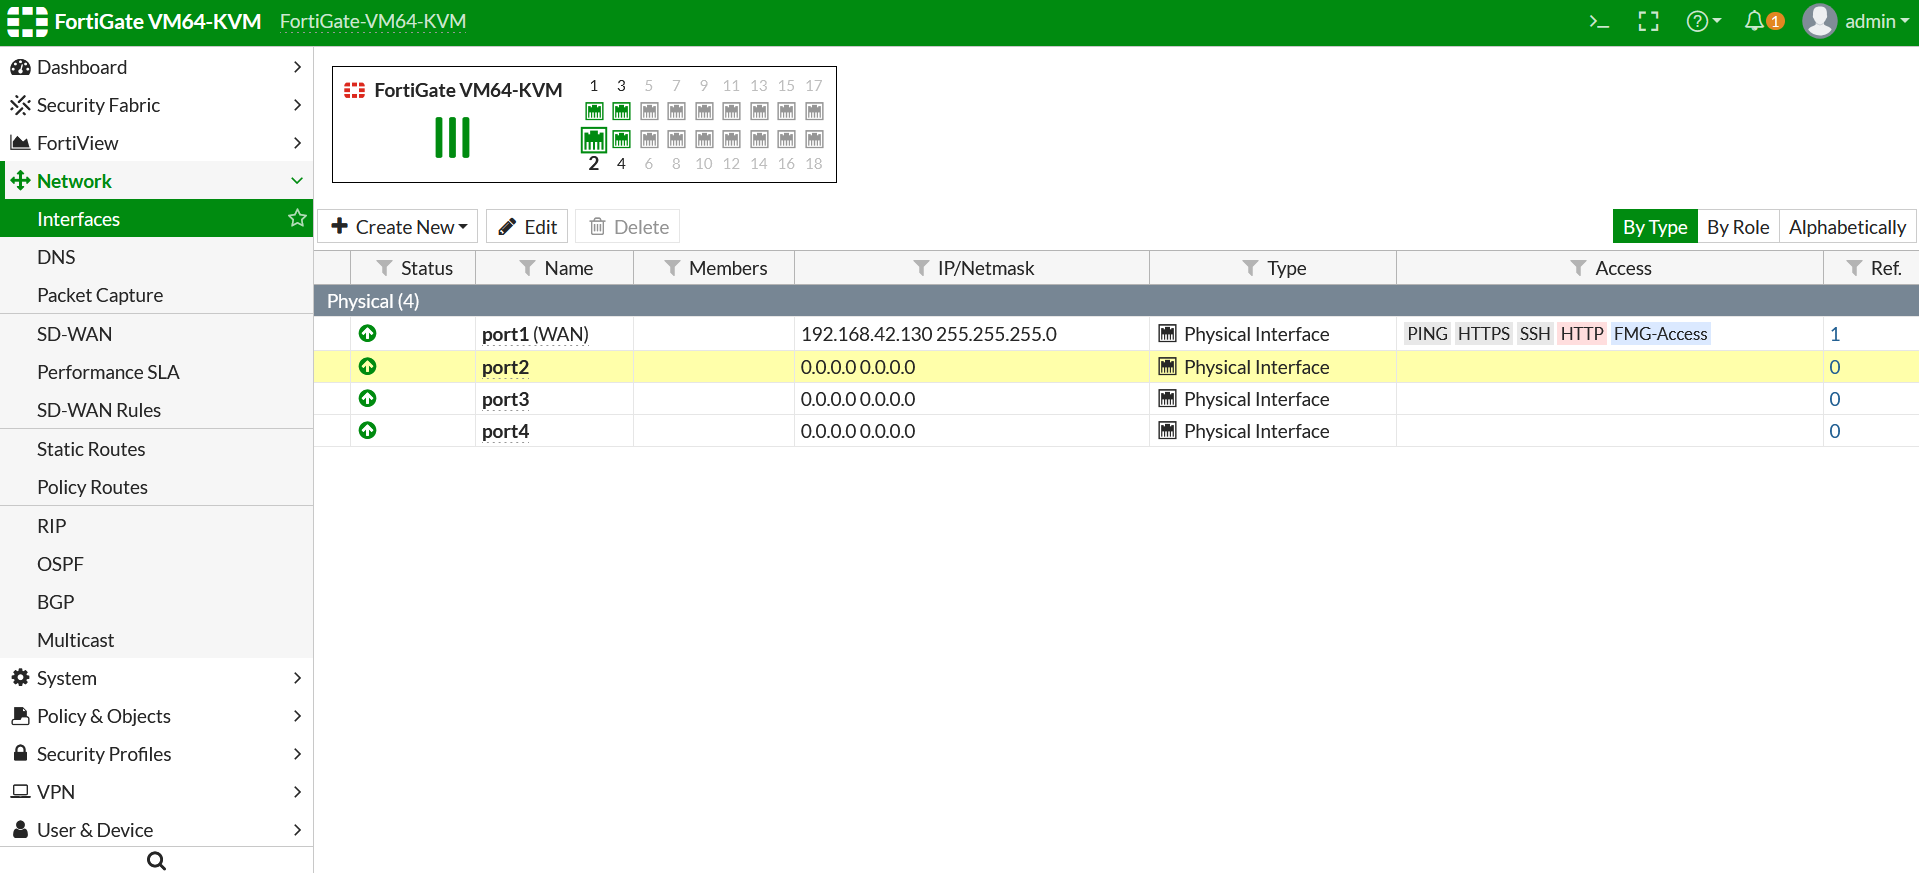 FortiGate VM64-KVM FortiGate-VM64-KVM 1 admin
Dashboard
Security Fabric
FortiView
Network
Interfaces
DNS
Packet Capture
SD-WAN
Performance SLA
SD-WAN Rules
Static Routes
Policy Routes
RIP
OSPF
BGP
Multicast
System
Policy & Objects
Security Profiles
VPN
User & Device
FortiGate VM64-KVM
1 3 5 7 9 11 13 15 17
2 4 6 8 10 12 14 16 18
Create New Edit Delete By Type By Role Alphabetically
Status Name Members IP/Netmask Type Access Ref.
Physical (4)
port1 (WAN) 192.168.42.130 255.255.255.0 Physical Interface PING HTTPS SSH HTTP FMG-Access 1
port2 0.0.0.0 0.0.0.0 Physical Interface 0
port3 0.0.0.0 0.0.0.0 Physical Interface 0
port4 0.0.0.0 0.0.0.0 Physical Interface 0